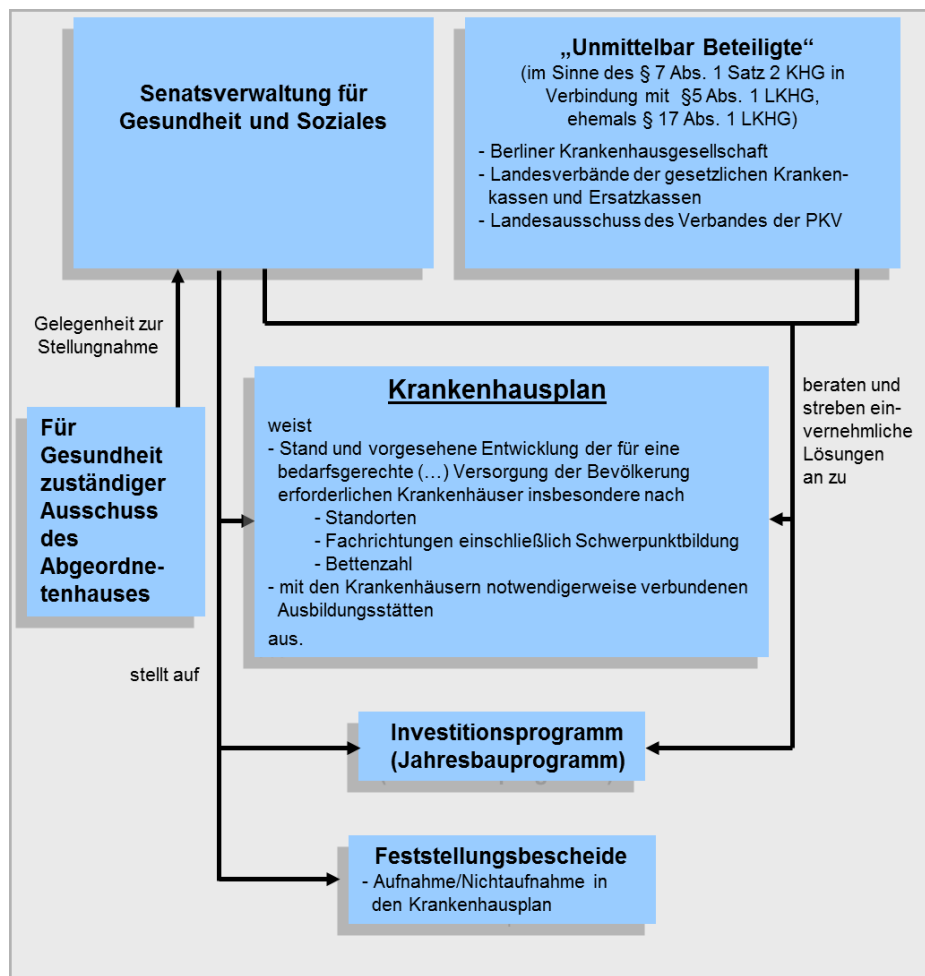 Senatsverwaltung für
Gesundheit und Soziales
„Unmittelbar Beteiligte“
(im Sinne des § 7 Abs. 1 Satz 2 KHG in
Verbindung mit §5 Abs. 1 LKHG,
ehemals § 17 Abs. 1 LKHG)
- Berliner Krankenhausgesellschaft
- Landesverbände der gesetzlichen Kranken-
kassen und Ersatzkassen
- Landesausschuss des Verbandes der PKV
Gelegenheit zur
Stellungnahme
Für
Gesundheit
zuständiger
Ausschuss
des
Abgeordne-
tenhauses
Krankenhausplan
weist
- Stand und vorgesehene Entwicklung der für eine
bedarfsgerechte (…) Versorgung der Bevölkerung
erforderlichen Krankenhäuser insbesondere nach
- Standorten
- Fachrichtungen einschließlich Schwerpunktbildung
- Bettenzahl
- mit den Krankenhäusern notwendigerweise verbundenen
Ausbildungsstätten
aus.
beraten und
streben ein-
vernehmliche
Lösungen
an zu
stellt auf
Investitionsprogramm
(Jahresbauprogramm)
Feststellungsbescheide
- Aufnahme/Nichtaufnahme in
den Krankenhausplan